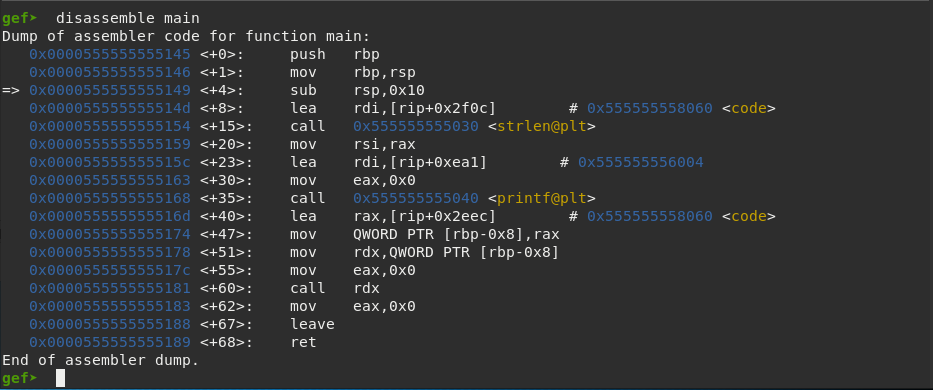 gef➤  disassemble main
Dump of assembler code for function main:
   0x0000555555555145 <+0>:     push   rbp
   0x0000555555555146 <+1>:     mov    rbp,rsp
=> 0x0000555555555149 <+4>:     sub    rsp,0x10
   0x000055555555514d <+8>:     lea    rdi,[rip+0x2f0c]        # 0x555555558060 <code>
   0x0000555555555154 <+15>:    call   0x555555555030 <strlen@plt>
   0x0000555555555159 <+20>:    mov    rsi,rax
   0x000055555555515c <+23>:    lea    rdi,[rip+0xea1]        # 0x555555556004
   0x0000555555555163 <+30>:    mov    eax,0x0
   0x0000555555555168 <+35>:    call   0x555555555040 <printf@plt>
   0x000055555555516d <+40>:    lea    rax,[rip+0x2eec]        # 0x555555558060 <code>
   0x0000555555555174 <+47>:    mov    QWORD PTR [rbp-0x8],rax
   0x0000555555555178 <+51>:    mov    rdx,QWORD PTR [rbp-0x8]
   0x000055555555517c <+55>:    mov    eax,0x0
   0x0000555555555181 <+60>:    call   rdx
   0x0000555555555183 <+62>:    mov    eax,0x0
   0x0000555555555188 <+67>:    leave
   0x0000555555555189 <+68>:    ret
End of assembler dump.
gef➤